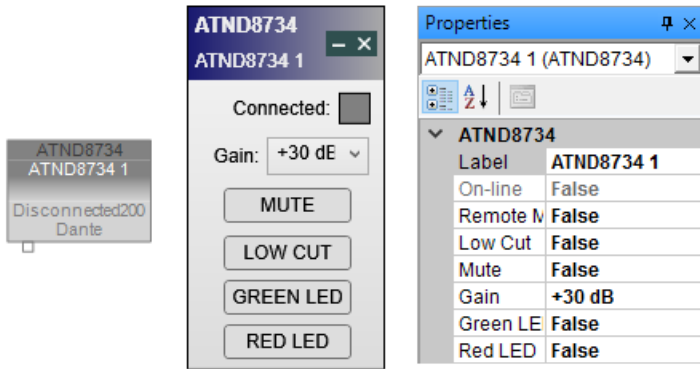 ATND8734
ATND8734 1
Disconnected200
Dante
ATND8734
ATND8734 1
Connected:
Gain: +30 dE
MUTE
LOW CUT
GREEN LED
RED LED
Properties
ATND8734 1 (ATND8734)
ATND8734
Label ATND8734 1
On-line False
Remote M False
Low Cut False
Mute False
Gain +30 dB
Green LE False
Red LED False